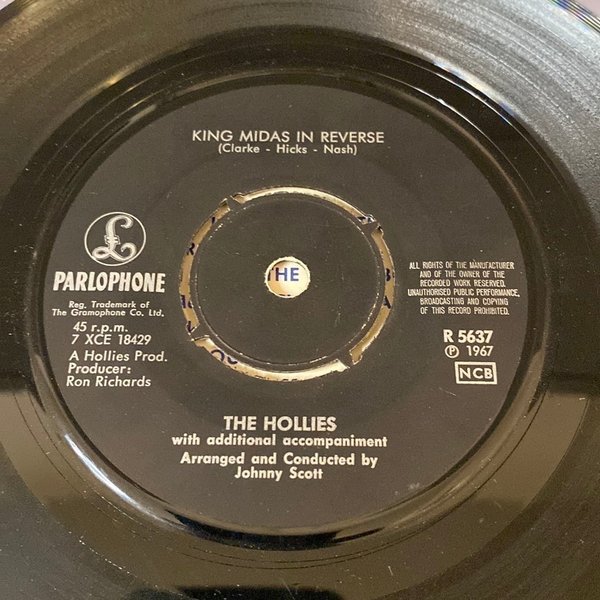 KING MIDAS IN REVERSE
(Clarke - Hicks - Nash)
£
PARLOPHONE
Reg. Trademark of
The Gramophone Co. Ltd.
45 r.p.m.
7 XCE 18429
A Hollies Prod.
Producer:
Ron Richards
THE
ALL RIGHTS OF THE MANUFACTURER
AND OF THE OWNER OF THE
RECORDED WORK RESERVED.
UNAUTHORISED PUBLIC PERFORMANCE,
BROADCASTING AND COPYING
OF THIS RECORD PROHIBITED.
R 5637
℗ 1967
NCB
THE HOLLIES
with additional accompaniment
Arranged and Conducted by
Johnny Scott